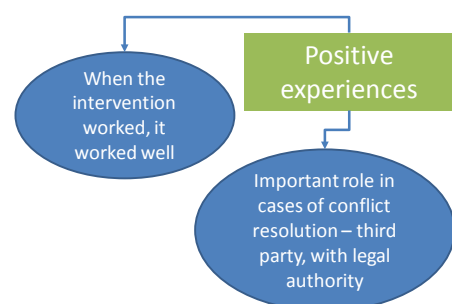 Positive
experiences
When the
intervention
worked, it
worked well
Important role in
cases of conflict
resolution – third
party, with legal
authority